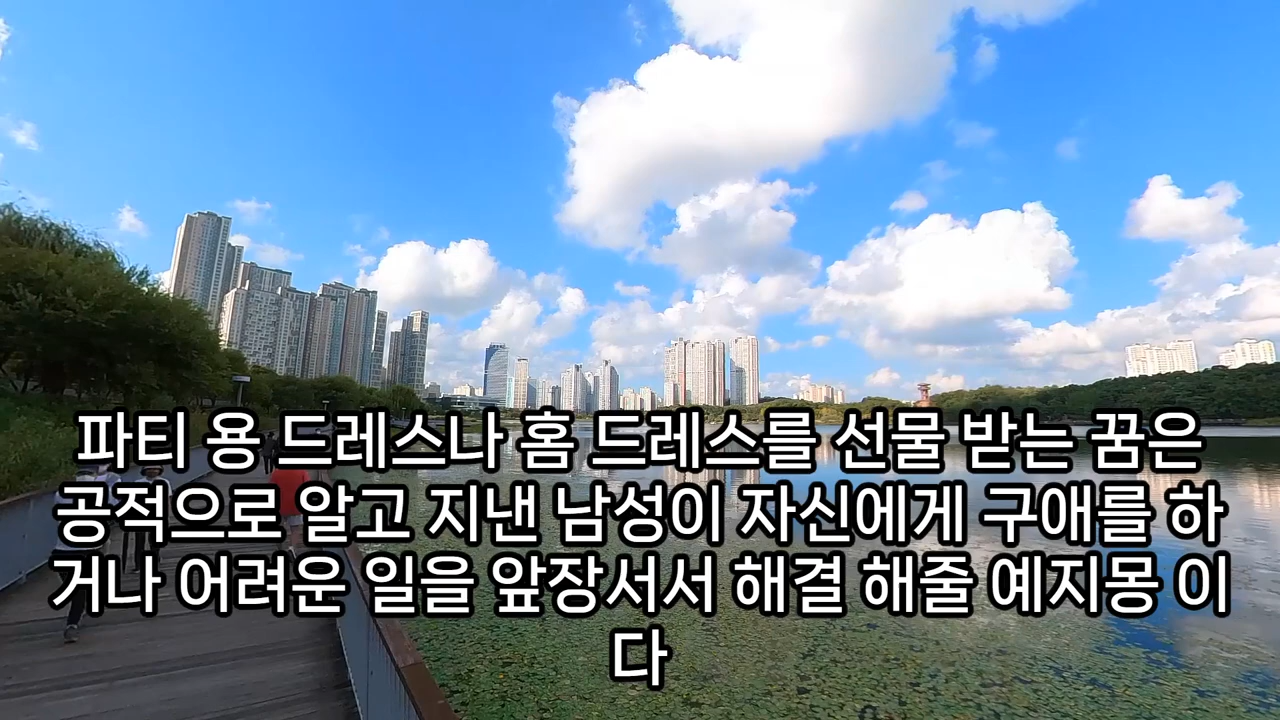 파티 용 드레스나 홈 드레스를 선물 받는 꿈은
공적으로 알고 지낸 남성이 자신에게 구애를 하
거나 어려운 일을 앞장서서 해결 해줄 예지몽 이
다